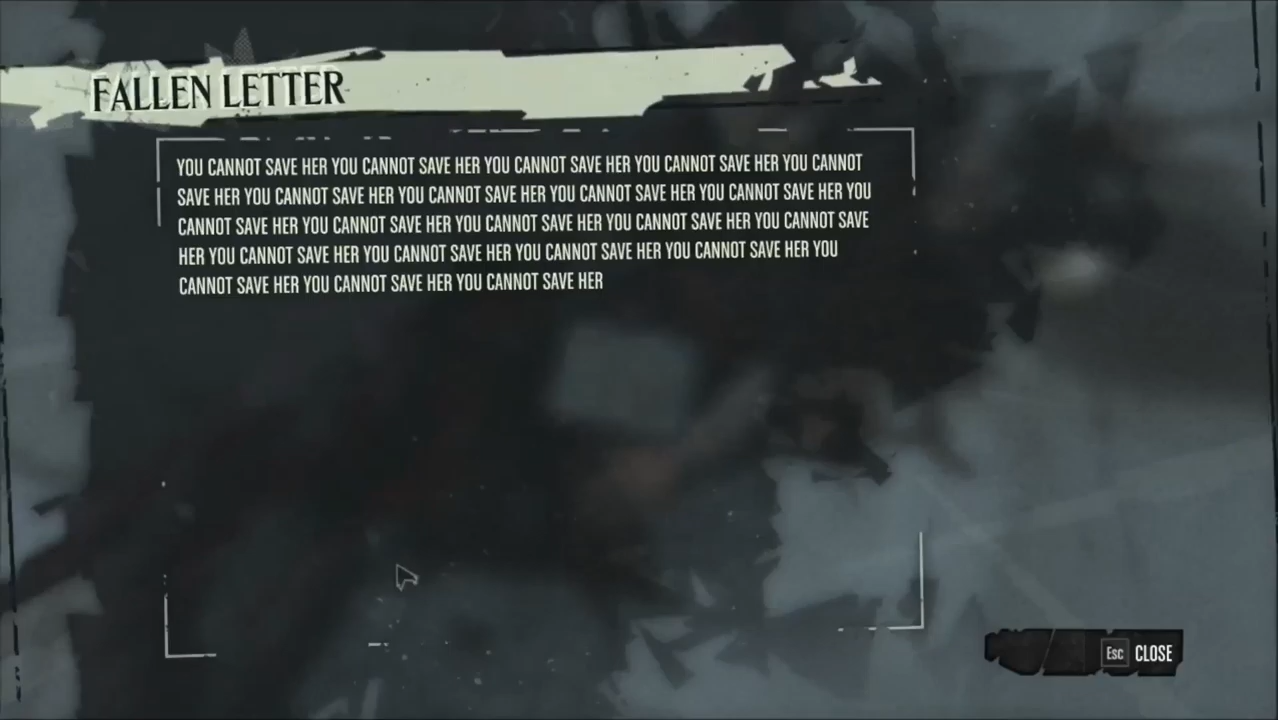 FALLEN LETTER
YOU CANNOT SAVE HER YOU CANNOT SAVE HER YOU CANNOT SAVE HER YOU CANNOT SAVE HER YOU CANNOT
SAVE HER YOU CANNOT SAVE HER YOU CANNOT SAVE HER YOU CANNOT SAVE HER YOU CANNOT SAVE HER YOU
CANNOT SAVE HER YOU CANNOT SAVE HER YOU CANNOT SAVE HER YOU CANNOT SAVE HER YOU CANNOT SAVE
HER YOU CANNOT SAVE HER YOU CANNOT SAVE HER YOU CANNOT SAVE HER YOU CANNOT SAVE HER YOU
CANNOT SAVE HER YOU CANNOT SAVE HER YOU CANNOT SAVE HER
Esc CLOSE